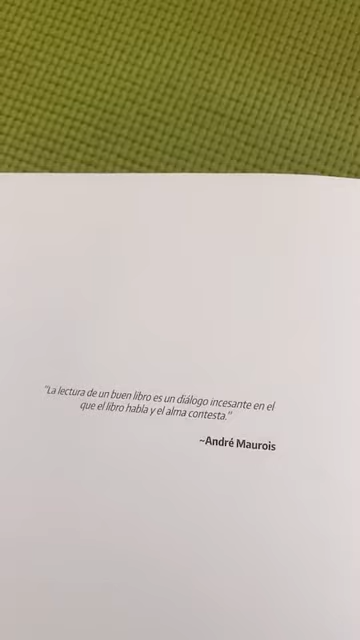 "La lectura de un buen libro es un diálogo incesante en el
que el libro habla y el alma contesta."
~André Maurois